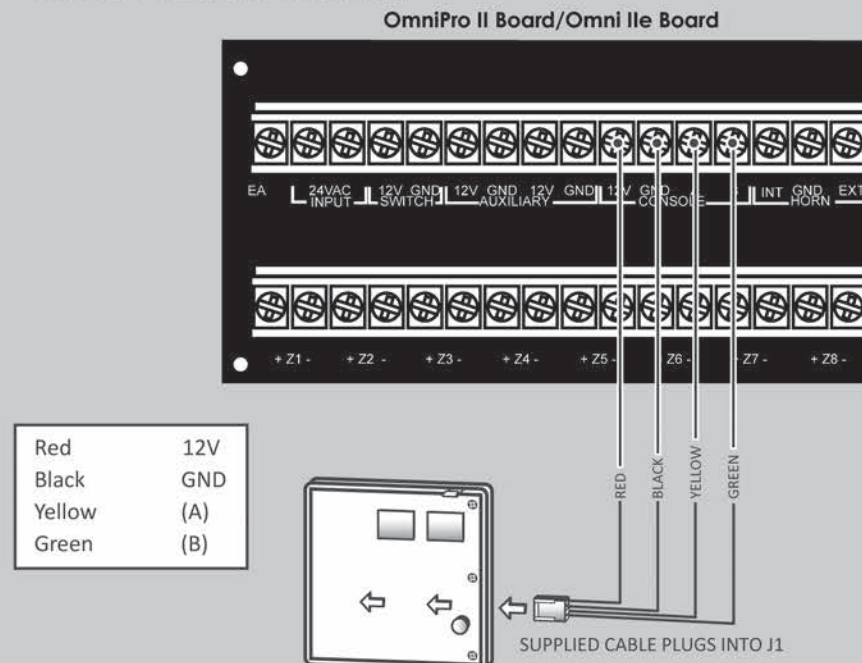 OmniPro II Board/Omni IIe Board
EA 24VAC 12V GND 12V GND 12V GND 12V GND INT GND EXT
INPUT SWITCH AUXILIARY CONSOLE HORN
+ Z1 - + Z2 - + Z3 - + Z4 - + Z5 - Z6 - Z7 - + Z8 -
Red 12V
Black GND
Yellow (A)
Green (B)
RED
BLACK
YELLOW
GREEN
SUPPLIED CABLE PLUGS INTO J1